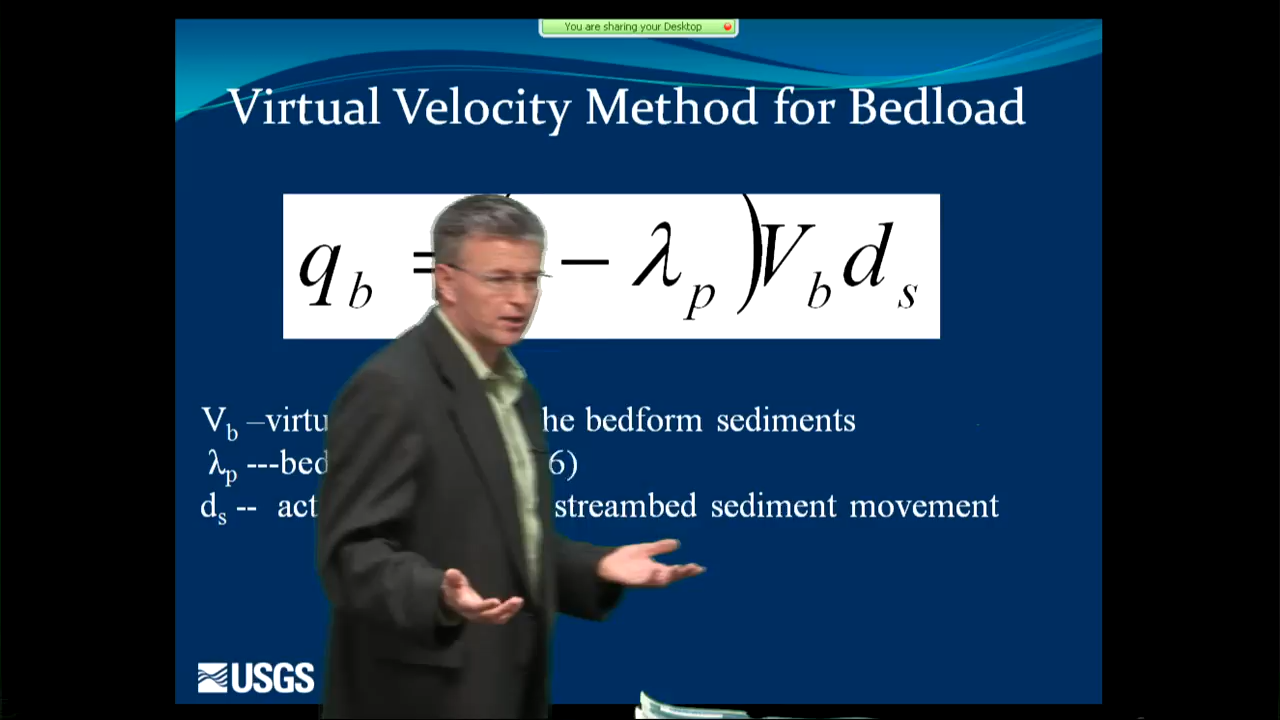 You are sharing your Desktop
Virtual Velocity Method for Bedload
q_b = − λ_p ) V_b d_s
V_b –virtu he bedform sediments
λ_p ---bed 6)
d_s -- act streambed sediment movement
USGS